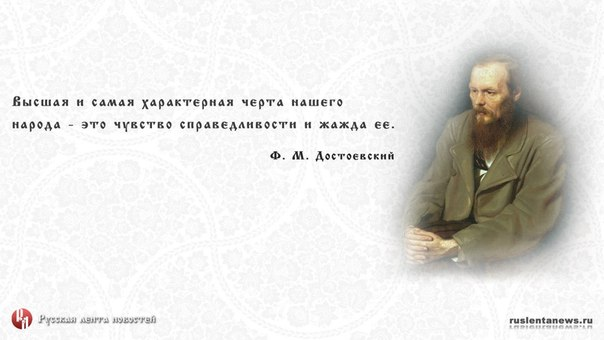 Высшая и самая характерная черта нашего
народа - это чувство справедливости и жажда ее.
Ф. М. Достоевский
Русская лента новостей
ruslentanews.ru